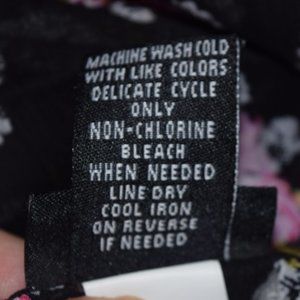 MACHINE WASH COLD
WITH LIKE COLORS
DELICATE CYCLE
ONLY
NON-CHLORINE
BLEACH
WHEN NEEDED
LINE DRY
COOL IRON
ON REVERSE
IF NEEDED